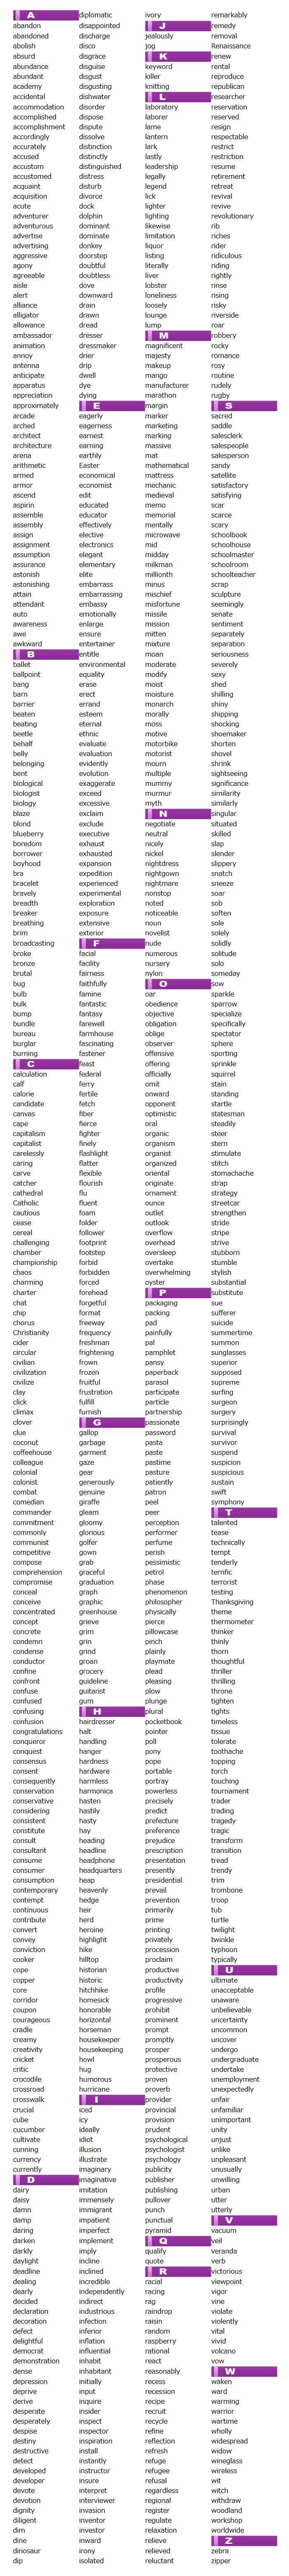 A
abandon
abandoned
abolish
absurd
abundance
abundant
academy
accidental
accommodation
accomplished
accomplishment
accordingly
accurately
accused
accustom
accustomed
acquaint
acquisition
acute
adventurer
adventurous
advertise
advertising
aggressive
agony
agreeable
aisle
alert
alliance
alligator
allowance
ambassador
animation
annoy
antenna
anticipate
apparatus
appreciation
approximately
arcade
arched
architect
architecture
arena
arithmetic
armed
armor
ascend
aspirin
assemble
assembly
assign
assignment
assumption
assurance
astonish
astonishing
attain
attendant
auto
awareness
awe
awkward
B
ballet
ballpoint
bang
barn
barrier
beaten
beating
beetle
behalf
belly
belonging
bent
biological
biologist
biology
blaze
blond
blueberry
boredom
borrower
boyhood
bra
bracelet
bravely
breadth
breaker
breathing
brim
broadcasting
broke
bronze
brutal
bug
bulb
bulk
bump
bundle
bureau
burglar
burning
C
calculation
calf
calorie
candidate
canvas
cape
capitalism
capitalist
carelessly
caring
carve
catcher
cathedral
Catholic
cautious
cease
cereal
challenging
chamber
championship
chaos
charming
charter
chat
chip
chorus
Christianity
cider
circular
civilian
civilization
civilize
clay
click
climax
clover
clue
coconut
coffeehouse
colleague
colonial
colonist
combat
comedian
commander
commitment
commonly
communist
competitive
compose
comprehension
compromise
conceal
conceive
concentrated
concept
concrete
condemn
condense
conductor
confine
confront
confuse
confused
confusing
confusion
congratulations
conqueror
conquest
consensus
consent
consequently
conservation
conservative
considering
consistent
constitute
consult
consultant
consume
consumer
consumption
contemporary
contempt
continuous
contribute
convert
convey
conviction
cooker
cope
copper
core
corridor
coupon
courageous
cradle
creamy
creativity
cricket
critic
crocodile
crossroad
crosswalk
crucial
cube
cucumber
cultivate
cunning
currency
currently
D
dairy
daisy
damn
damp
daring
darken
darkly
daylight
deadline
dealing
dearly
decided
declaration
decoration
defect
delightful
democrat
demonstration
dense
depression
deprive
derive
desperate
desperately
despise
destiny
destructive
detect
developed
developer
devote
devotion
dignity
diligent
dim
dine
dinosaur
dip
diplomatic
disappointed
discharge
disco
disgrace
disguise
disgust
disgusting
dishwater
disorder
dispose
dispute
dissolve
distinction
distinctly
distinguished
distress
disturb
divorce
dock
dolphin
dominant
dominate
donkey
doorstep
doubtful
doubtless
dove
downward
drain
drawn
dread
dresser
dressmaker
drier
drip
dwell
dye
dying
E
eagerly
eagerness
earnest
earning
earthly
Easter
economical
economist
edit
educated
educator
effectively
elective
electronics
elegant
elementary
elite
embarrass
embarrassing
embassy
emotionally
enlarge
ensure
entertainer
entitle
environmental
equality
erase
erect
errand
esteem
eternal
ethnic
evaluate
evaluation
evidently
evolution
exaggerate
exceed
excessive
exclaim
exclude
executive
exhaust
exhausted
expansion
expedition
experienced
experimental
exploration
exposure
extensive
exterior
F
facial
facility
fairness
faithfully
famine
fantastic
fantasy
farewell
farmhouse
fascinating
fastener
feast
federal
ferry
fertile
fetch
fiber
fierce
fighter
finely
flashlight
flatter
flexible
flourish
flu
fluent
foam
folder
follower
footprint
footstep
forbid
forbidden
forced
forehead
forgetful
format
freeway
frequency
freshman
frightening
frown
frozen
fruitful
frustration
fulfill
furnish
G
gallop
garbage
garment
gaze
gear
generously
genuine
giraffe
gleam
gloomy
glorious
golfer
gown
grab
graceful
graduation
graph
graphic
greenhouse
grieve
grim
grin
grind
groan
grocery
guideline
guitarist
gum
H
hairdresser
halt
handling
hanger
hardness
hardware
harmless
harmonica
hasten
hastily
hasty
hay
heading
headline
headphone
headquarters
heap
heavenly
hedge
heir
herd
heroine
highlight
hike
hilltop
historian
historic
hitchhike
homesick
honorable
horizontal
horseman
housekeeper
housekeeping
howl
hug
humorous
hurricane
I
iced
icy
ideally
idiot
illusion
illustrate
imaginary
imaginative
imitation
immensely
immigrant
impatient
imperfect
implement
imply
incline
inclined
incredible
independently
indirect
industrious
infection
inferior
inflation
influential
inhabit
inhabitant
initially
input
inquire
insider
inspect
inspector
inspiration
install
instantly
instructor
insure
interpret
interviewer
invasion
inventor
investor
inward
irony
isolated
ivory
J
jealously
jog
K
keyword
killer
knitting
L
laboratory
laborer
lame
lantern
lark
lastly
leadership
legally
legend
lick
lighter
lighting
likewise
limitation
liquor
listing
literally
liver
lobster
loneliness
loosely
lounge
lump
M
magnificent
majesty
makeup
mango
manufacturer
marathon
margin
marker
marketing
marking
massive
mat
mathematical
mattress
mechanic
medieval
memo
memorial
mentally
microwave
mid
midday
milkman
millionth
minus
mischief
misfortune
missile
mission
mitten
mixture
moan
moderate
modify
moist
moisture
monarch
morally
moss
motive
motorbike
motorist
mourn
multiple
mummy
murmur
myth
N
negotiate
neutral
nicely
nickel
nightdress
nightgown
nightmare
nonstop
noted
noticeable
noun
novelist
nude
numerous
nursery
nylon
O
oar
obedience
objective
obligation
oblige
observer
offensive
offering
officially
omit
onward
opponent
optimistic
oral
organic
organism
organist
organized
oriental
originate
ornament
ounce
outlet
outlook
overflow
overhead
oversleep
overtake
overwhelming
oyster
P
packaging
packing
pad
painfully
pal
pamphlet
pansy
paperback
parasol
participate
particle
partnership
passionate
password
pasta
paste
pastime
pasture
patiently
patron
peel
peer
perception
performer
perfume
perish
pessimistic
petrol
phase
phenomenon
philosopher
physically
pierce
pillowcase
pinch
plainly
playmate
plead
pleasing
plow
plunge
plural
pocketbook
pointer
poll
pony
pope
portable
portray
powerless
precisely
predict
prefecture
preference
prejudice
prescription
presentation
presently
presidential
prevail
prevention
primarily
prime
printing
privately
procession
proclaim
productive
productivity
profile
progressive
prohibit
prominent
prompt
promptly
prosper
prosperous
protective
proven
proverb
provider
provincial
provision
prudent
psychological
psychologist
psychology
publicity
publisher
publishing
pullover
punch
punctual
pyramid
Q
qualify
quote
R
racial
racing
rag
raindrop
raisin
random
raspberry
rational
react
reasonably
recess
recession
recipe
recruit
recycle
refine
reflection
refresh
refuge
refugee
refusal
regardless
regional
register
regulate
relaxation
relieve
relieved
reluctant
remarkably
remedy
removal
Renaissance
renew
rental
reproduce
republican
researcher
reservation
reserved
resign
respectable
restrict
restriction
resume
retirement
retreat
revival
revive
revolutionary
rib
riches
rider
ridiculous
riding
rightly
rinse
rising
risky
riverside
roar
robbery
rocky
romance
rosy
routine
rudely
rugby
S
sacred
saddle
salesclerk
salespeople
salesperson
sandy
satellite
satisfactory
satisfying
scar
scarce
scary
schoolbook
schoolhouse
schoolmaster
schoolroom
schoolteacher
scrap
sculpture
seemingly
senate
sentiment
separately
separation
seriousness
severely
sexy
shed
shilling
shiny
shipping
shocking
shoemaker
shorten
shovel
shrink
sightseeing
significance
similarity
similarly
singular
situated
skilled
slap
slender
slippery
snatch
sneeze
soar
sob
soften
sole
solely
solidly
solitude
solo
someday
sow
sparkle
sparrow
specialize
specifically
spectator
sphere
sporting
sprinkle
squirrel
stain
standing
startle
statesman
steadily
steer
stern
stimulate
stitch
stomachache
strap
strategy
streetcar
strengthen
stride
stripe
strive
stubborn
stumble
stylish
substantial
substitute
sue
sufferer
suicide
summertime
summon
sunglasses
superior
supposed
supreme
surfing
surgeon
surgery
surprisingly
survival
survivor
suspend
suspicion
suspicious
sustain
swift
symphony
T
talented
tease
technically
tempt
tenderly
terrific
terrorist
testing
Thanksgiving
theme
thermometer
thinker
thinly
thorn
thoughtful
thriller
thrilling
throne
tighten
tights
timeless
tissue
tolerate
toothache
topping
torch
touching
tournament
trader
trading
tragedy
tragic
transform
transition
tread
trendy
trim
trombone
troop
tub
turtle
twilight
twinkle
typhoon
typically
U
ultimate
unacceptable
unaware
unbelievable
uncertainty
uncommon
uncover
undergo
undergraduate
undertake
unemployment
unexpectedly
unfair
unfamiliar
unimportant
unity
unjust
unlike
unpleasant
unusually
unwilling
urban
utter
utterly
V
vacuum
veil
veranda
verb
victorious
viewpoint
vigor
vine
violate
violently
vital
vivid
volcano
vow
W
waken
ward
warming
warrior
wartime
wholly
widespread
widow
wineglass
wireless
wit
witch
withdraw
woodland
workshop
worldwide
Z
zebra
zipper